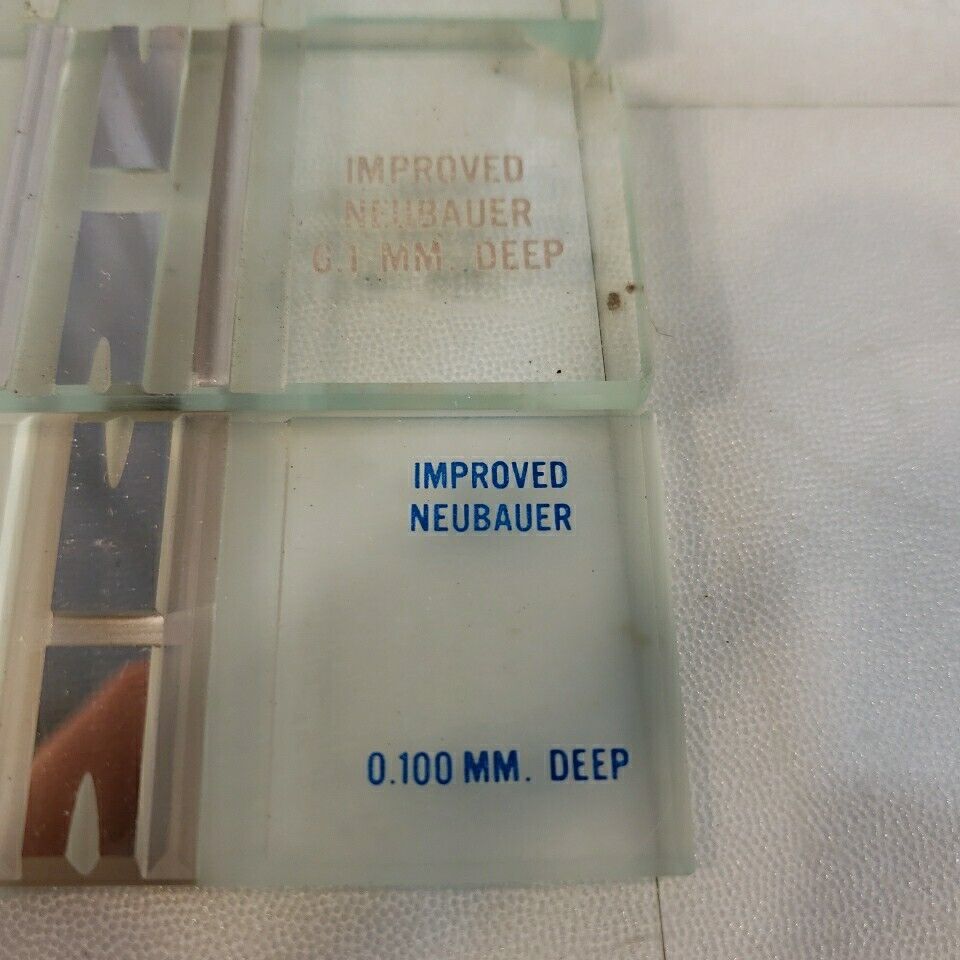 IMPROVED
NEUBAUER
0.1 MM. DEEP
IMPROVED
NEUBAUER
0.100 MM. DEEP